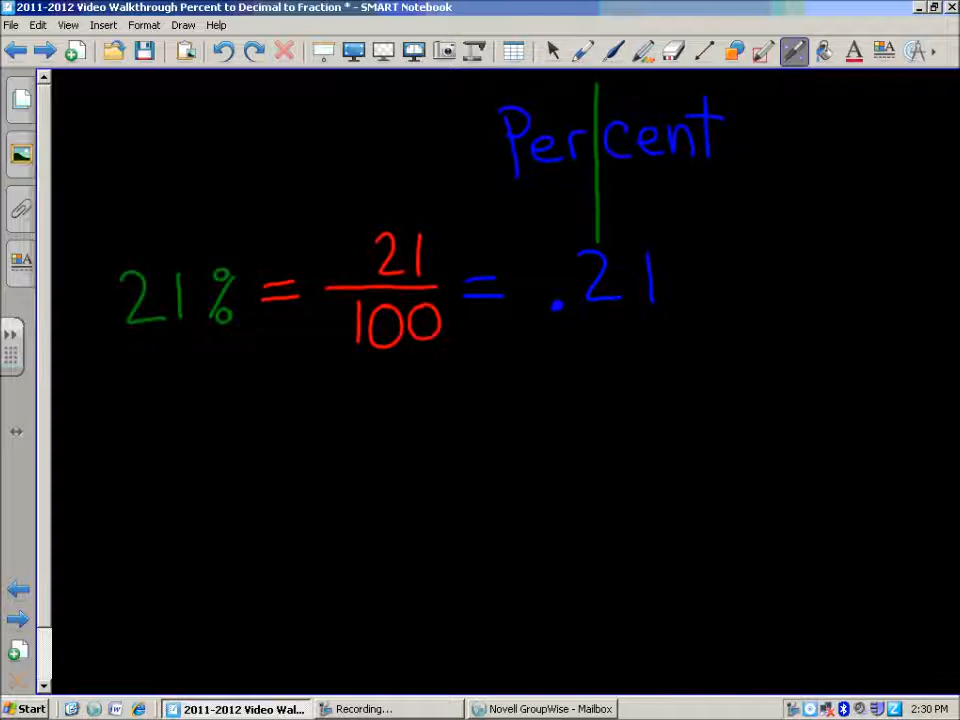 2011-2012 Video Walkthrough Percent to Decimal to Fraction * - SMART Notebook
File Edit View Insert Format Draw Help
Percent
21% = 21/100 = .21
Start 2011-2012 Video Wal... Recording... Novell GroupWise - Mailbox 2:30 PM